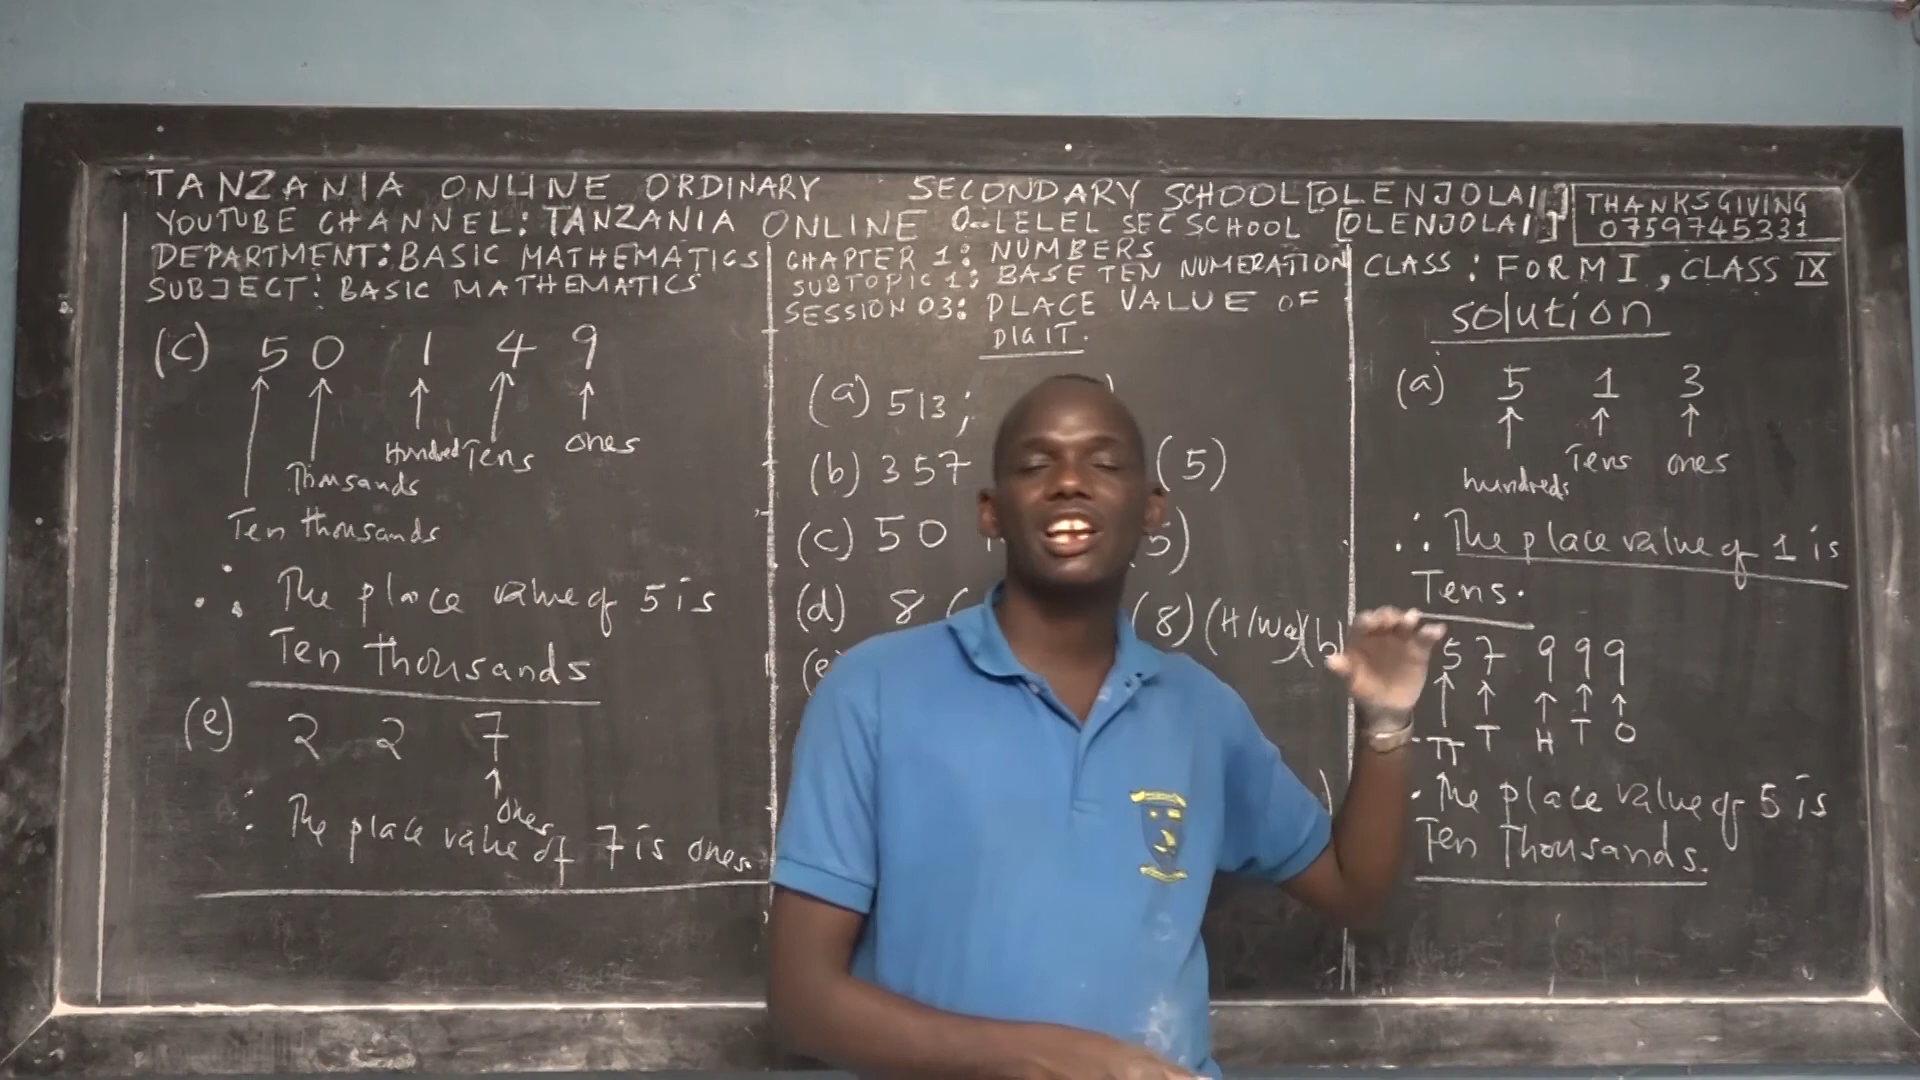 TANZANIA ONLINE ORDINARY SECONDARY SCHOOL [OLENJOLAI]
YOUTUBE CHANNEL: TANZANIA ONLINE O-LELEL SEC SCHOOL [OLENJOLAI]
THANKSGIVING
0759745331
DEPARTMENT: BASIC MATHEMATICS
SUBJECT: BASIC MATHEMATICS
(c) 5 0 1 4 9
Hundred Tens ones
Thousands
Ten thousands
∴ The place value of 5 is
Ten thousands
(e) 2 2 7
ones
∴ The place value of 7 is ones.
CHAPTER 1: NUMBERS
SUBTOPIC 1: BASE TEN NUMERATION
SESSION 03: PLACE VALUE OF
DIGIT.
(a) 513;
(b) 357 (5)
(c) 50 5)
(d) 8 (8) (H/W)
(e
CLASS: FORM I, CLASS IX
solution
(a) 5 1 3
hundreds Tens ones
∴ The place value of 1 is
Tens.
(b) 5 7 9 9 9
TT T H T O
The place value of 5 is
Ten Thousands.